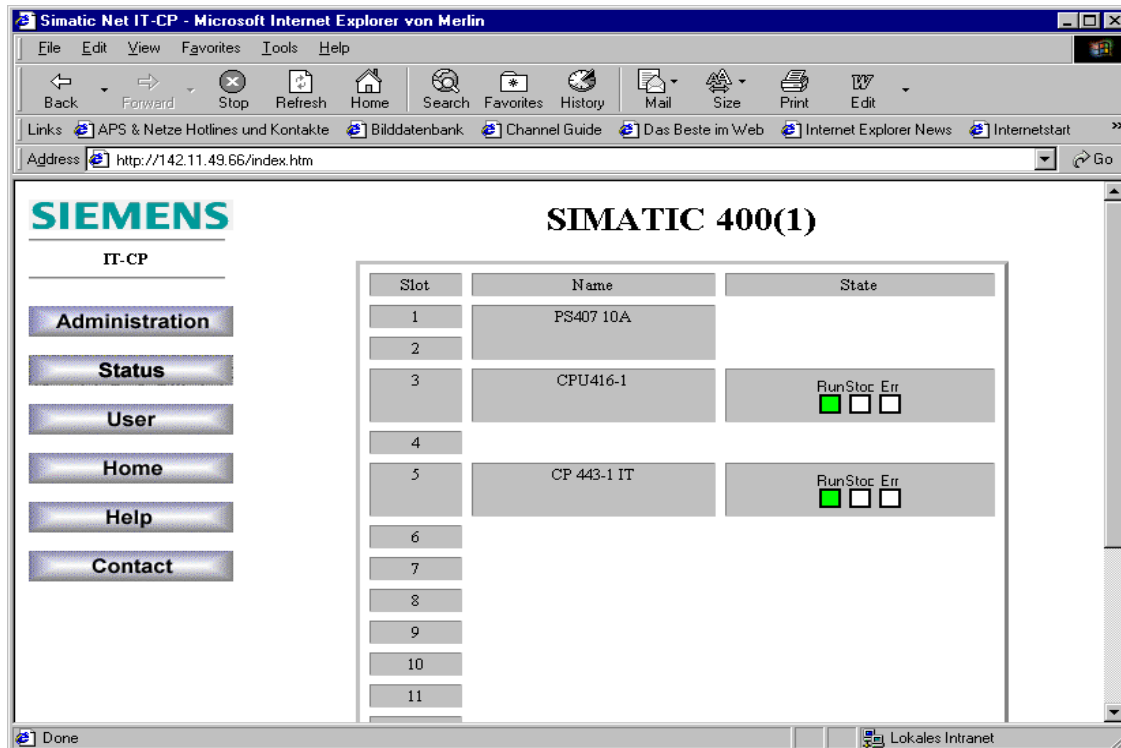 Simatic Net IT-CP - Microsoft Internet Explorer von Merlin
File Edit View Favorites Tools Help
Back Forward Stop Refresh Home Search Favorites History Mail Size Print Edit
Links APS & Netze Hotlines und Kontakte Bilddatenbank Channel Guide Das Beste im Web Internet Explorer News Internetstart »
Address http://142.11.49.66/index.htm Go
SIEMENS
IT-CP
Administration
Status
User
Home
Help
Contact
SIMATIC 400(1)
Slot Name State
1 PS407 10A
2
3 CPU416-1 Run Stop Err
4
5 CP 443-1 IT Run Stop Err
6
7
8
9
10
11
Done Lokales Intranet